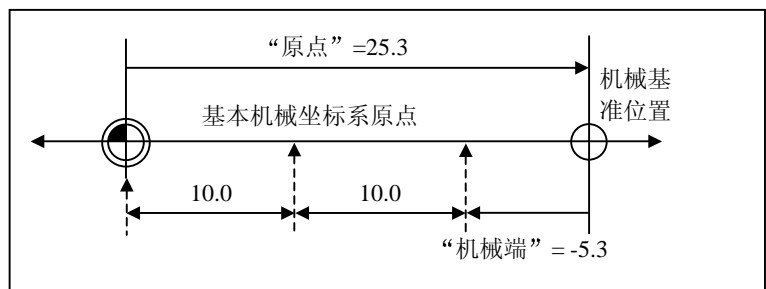 “原点”=25.3
机械基
准位置
基本机械坐标系原点
10.0
10.0
“机械端”= -5.3